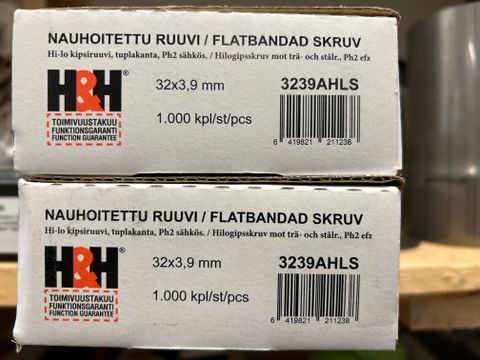 NAUHOITETTU RUUVI / FLATBANDAD SKRUV
Hi-lo kipsiruuvi, tuplakanta, Ph2 sähkös. / Hilogipsskruv mot trä- och stålr., Ph2 efz
H&H®
TOIMIVUUSTAKUU
FUNKTIONSGARANTI
FUNCTION GUARANTEE
32x3,9 mm
1.000 kpl/st/pcs
3239AHLS
6 419821 211238
NAUHOITETTU RUUVI / FLATBANDAD SKRUV
Hi-lo kipsiruuvi, tuplakanta, Ph2 sähkös. / Hilogipsskruv mot trä- och stålr., Ph2 efz
H&H®
TOIMIVUUSTAKUU
FUNKTIONSGARANTI
FUNCTION GUARANTEE
32x3,9 mm
1.000 kpl/st/pcs
3239AHLS
6 419821 211238